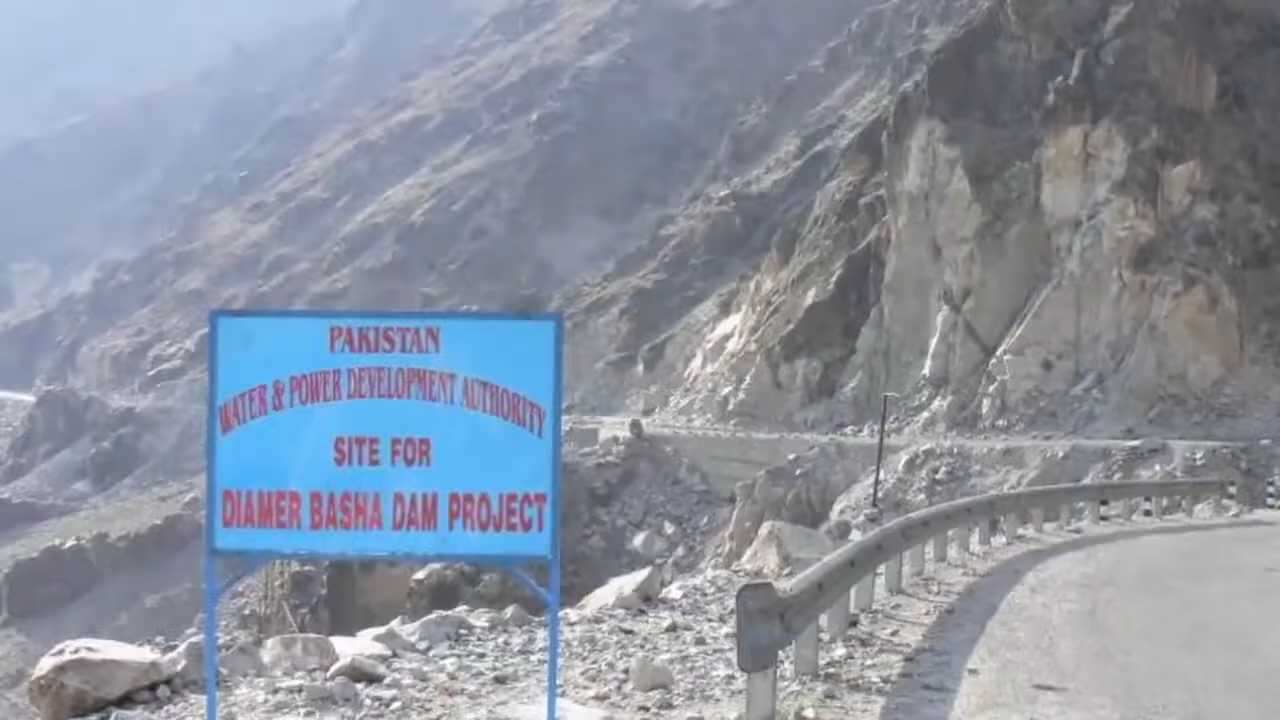 PAKISTAN
WATER & POWER DEVELOPMENT AUTHORITY
SITE FOR
DIAMER BASHA DAM PROJECT